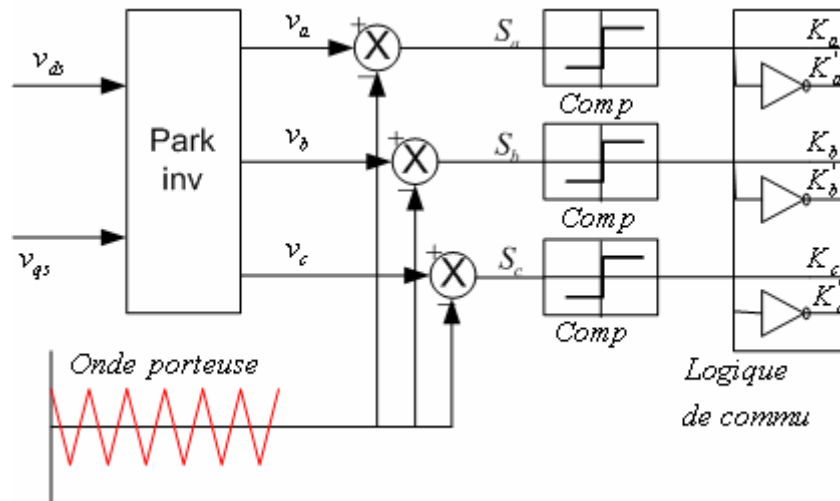 v_ds
v_qs
Park
inv
v_a
v_b
v_c
+
−
+
−
+
−
S_a
S_b
S_c
Comp
Comp
Comp
K_a
K'_a
K_b
K'_b
K_c
Onde porteuse
Logique
de commu